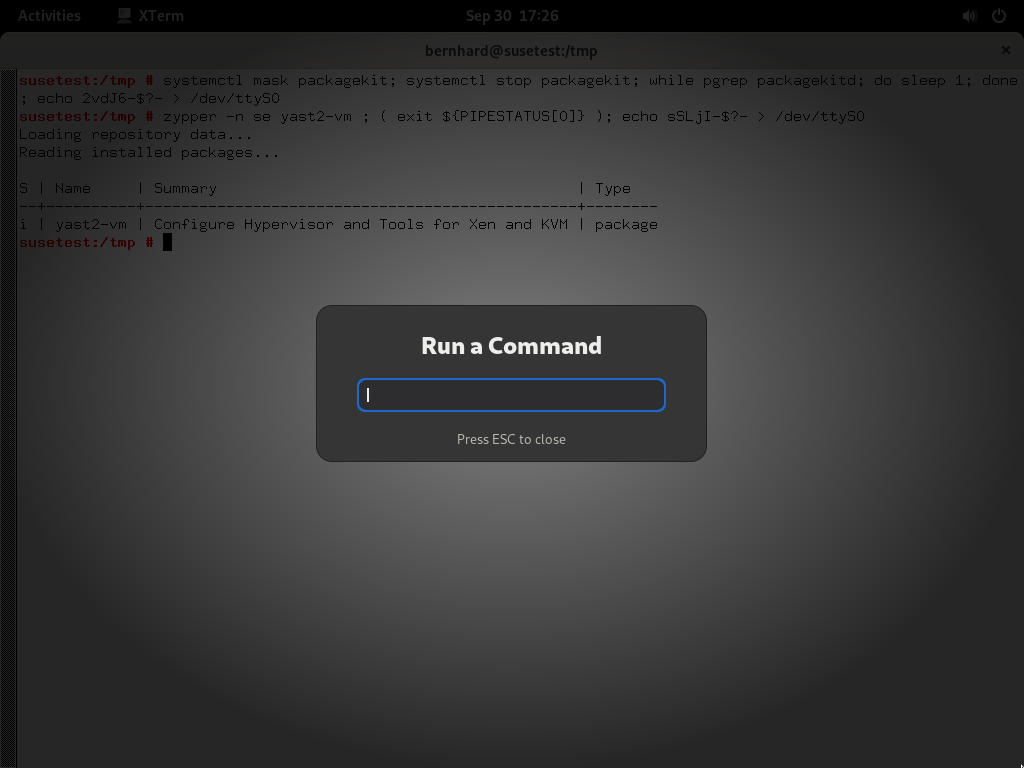 Activities XTerm Sep 30 17:26
bernhard@susetest:/tmp
susetest:/tmp # systemctl mask packagekit; systemctl stop packagekit; while pgrep packagekitd; do sleep 1; done
; echo 2vdJ6-$?- > /dev/ttyS0
susetest:/tmp # zypper -n se yast2-vm ; ( exit ${PIPESTATUS[0]} ); echo sSLjI-$?- > /dev/ttyS0
Loading repository data...
Reading installed packages...
S | Name     | Summary                                        | Type
--+----------+------------------------------------------------+--------
i | yast2-vm | Configure Hypervisor and Tools for Xen and KVM | package
susetest:/tmp #
Run a Command
Press ESC to close